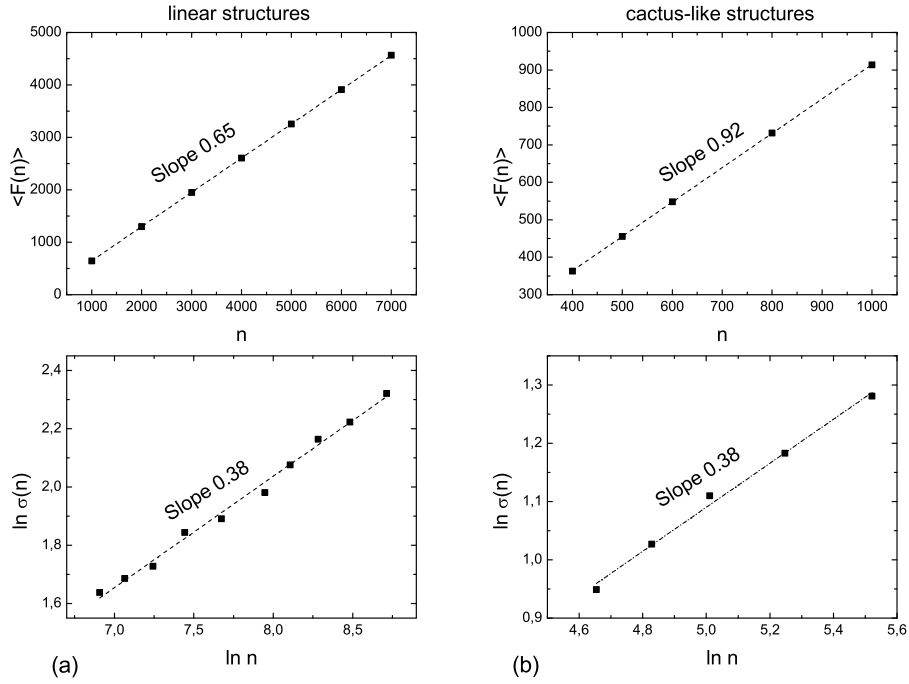 linear structures
cactus-like structures
5000
4000
3000
2000
1000
0
<F(n)>
Slope 0.65
1000 2000 3000 4000 5000 6000 7000
n
1000
900
800
700
600
500
400
300
<F(n)>
Slope 0.92
400 500 600 700 800 900 1000
n
2,4
2,2
2,0
1,8
1,6
ln σ(n)
Slope 0.38
7,0 7,5 8,0 8,5
ln n
(a)
1,3
1,2
1,1
1,0
0,9
ln σ(n)
Slope 0.38
4,6 4,8 5,0 5,2 5,4 5,6
ln n
(b)